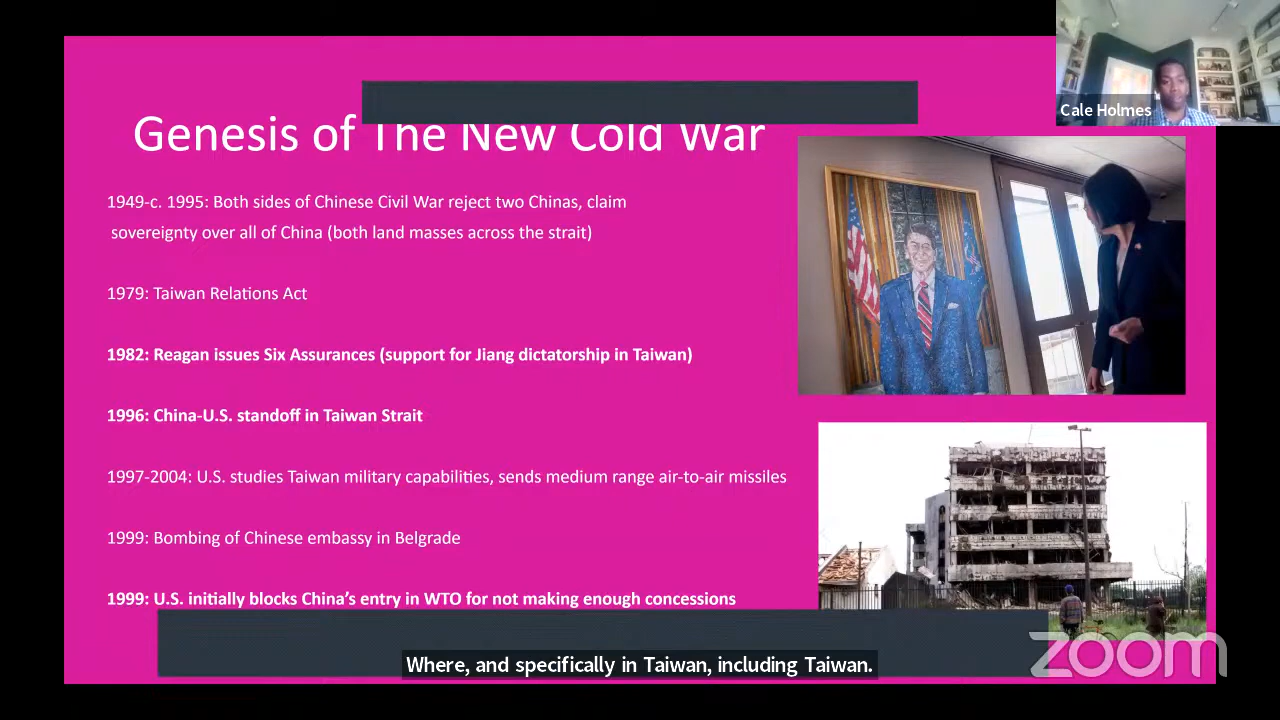 Cale Holmes
Genesis of The New Cold War
1949-c. 1995: Both sides of Chinese Civil War reject two Chinas, claim
sovereignty over all of China (both land masses across the strait)
1979: Taiwan Relations Act
1982: Reagan issues Six Assurances (support for Jiang dictatorship in Taiwan)
1996: China-U.S. standoff in Taiwan Strait
1997-2004: U.S. studies Taiwan military capabilities, sends medium range air-to-air missiles
1999: Bombing of Chinese embassy in Belgrade
1999: U.S. initially blocks China's entry in WTO for not making enough concessions
Where, and specifically in Taiwan, including Taiwan.
zoom